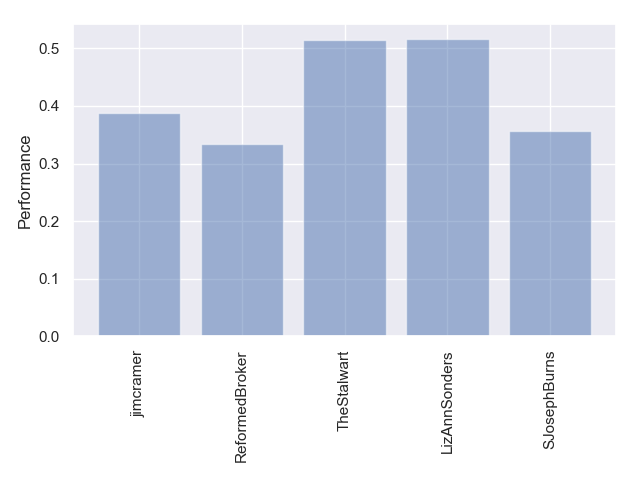 Performance
0.5
0.4
0.3
0.2
0.1
0.0
jimcramer
ReformedBroker
TheStalwart
LizAnnSonders
SJosephBurns